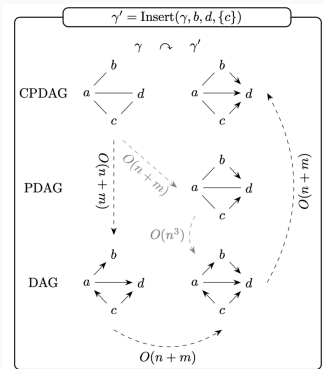 γ′ = Insert(γ, b, d, {c})
γ ↷ γ′
b b
CPDAG a d a d
c c
O(n + m) O(n + m) b O(n + m)
PDAG a d
c
O(n³)
b b
DAG a d a d
c c
O(n + m)